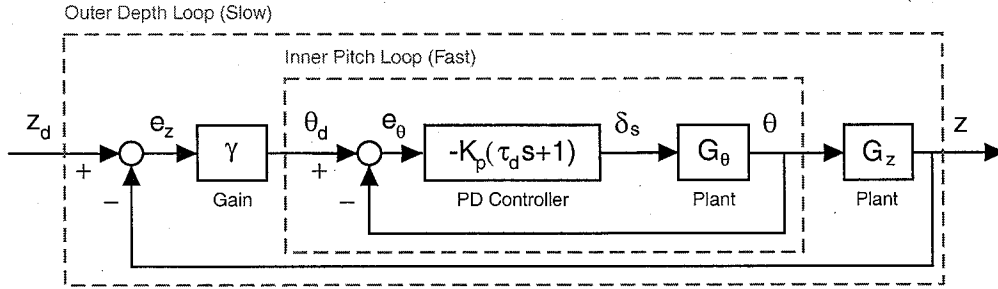 Outer Depth Loop (Slow)
Inner Pitch Loop (Fast)
z_d
e_z
γ
θ_d
e_θ
-K_p(τ_d s+1)
δ_s
G_θ
θ
G_z
z
+
−
+
−
Gain
PD Controller
Plant
Plant